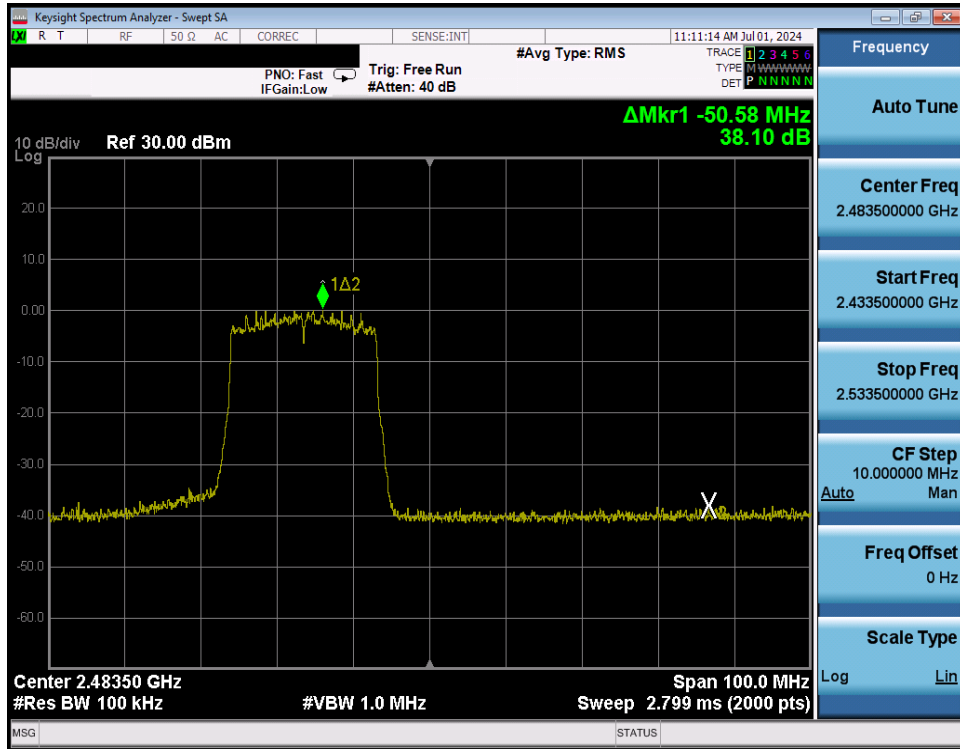 Keysight Spectrum Analyzer - Swept SA
LXI R T RF 50 Ω AC CORREC SENSE:INT 11:11:14 AM Jul 01, 2024
#Avg Type: RMS
TRACE 1 2 3 4 5 6
PNO: Fast Trig: Free Run
TYPE M W W W W W
IFGain:Low #Atten: 40 dB
DET P N N N N N
ΔMkr1 -50.58 MHz
38.10 dB
10 dB/div Ref 30.00 dBm
Log
20.0
10.0
0.00
-10.0
-20.0
-30.0
-40.0
-50.0
-60.0
1Δ2
X2
Center 2.48350 GHz Span 100.0 MHz
#Res BW 100 kHz #VBW 1.0 MHz Sweep 2.799 ms (2000 pts)
MSG STATUS
Frequency
Auto Tune
Center Freq
2.483500000 GHz
Start Freq
2.433500000 GHz
Stop Freq
2.533500000 GHz
CF Step
10.000000 MHz
Auto Man
Freq Offset
0 Hz
Scale Type
Log Lin